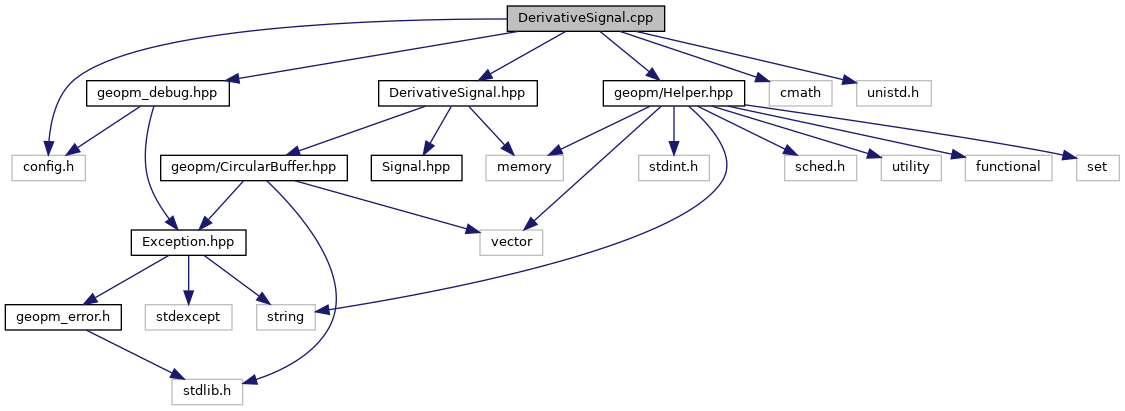 DerivativeSignal.cpp
geopm_debug.hpp
DerivativeSignal.hpp
geopm/Helper.hpp
cmath
unistd.h
config.h
geopm/CircularBuffer.hpp
Signal.hpp
memory
stdint.h
sched.h
utility
functional
set
Exception.hpp
vector
geopm_error.h
stdexcept
string
stdlib.h